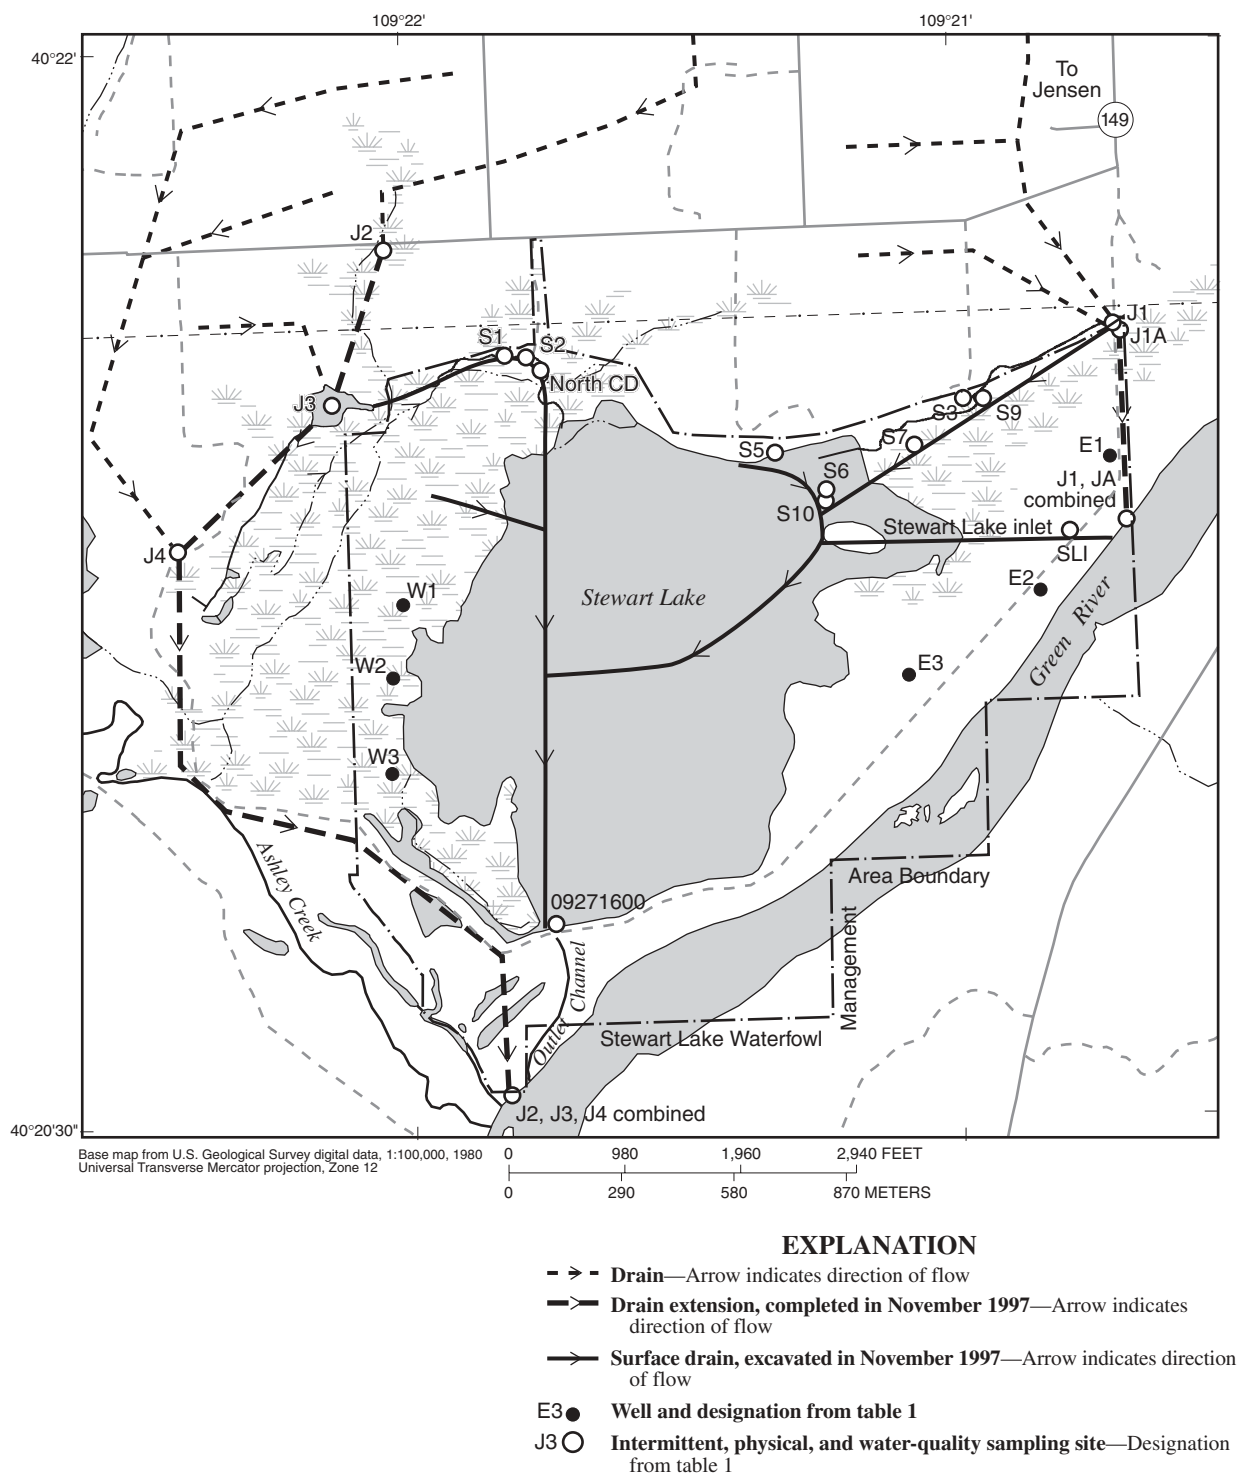 109°22'
109°21'
40°22'
To
Jensen
149
J2
J1
J1A
S1
S2
North CD
J3
S3
S9
S7
S5
E1
S6
J1, JA
combined
S10
Stewart Lake inlet
SLI
J4
E2
W1
Stewart Lake
Green River
W2
E3
W3
Ashley Creek
Area Boundary
09271600
Management
Outlet Channel
Stewart Lake Waterfowl
J2, J3, J4 combined
40°20'30"
Base map from U.S. Geological Survey digital data, 1:100,000, 1980
Universal Transverse Mercator projection, Zone 12
0 980 1,960 2,940 FEET
0 290 580 870 METERS
EXPLANATION
Drain—Arrow indicates direction of flow
Drain extension, completed in November 1997—Arrow indicates
direction of flow
Surface drain, excavated in November 1997—Arrow indicates direction
of flow
E3 Well and designation from table 1
J3 Intermittent, physical, and water-quality sampling site—Designation
from table 1